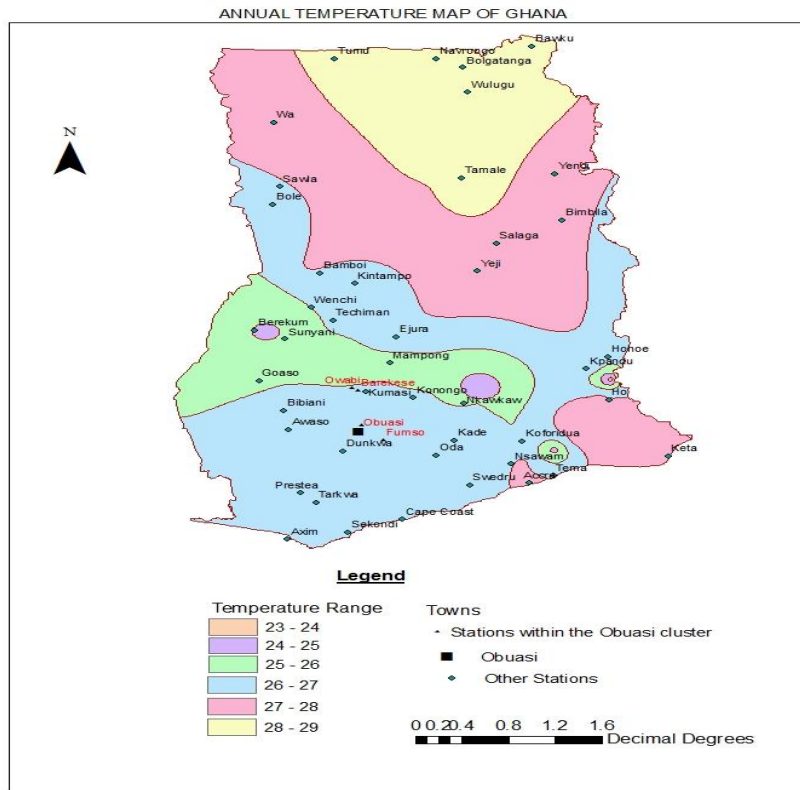 ANNUAL TEMPERATURE MAP OF GHANA
Bawku
Tumu
Navrongo
Bolgatanga
Wulugu
N
Wa
Yendi
Tamale
Sawla
Bole
Bimbila
Salaga
Yeji
Bamboi
Kintampo
Wenchi
Techiman
Berekum
Sunyani
Ejura
Hohoe
Mampong
Kpandu
Goaso
Owabi
Barekese
Kumasi
Konongo
Nkawkaw
Ho
Bibiani
Awaso
Obuasi
Fumso
Kade
Koforidua
Keta
Dunkwa
Oda
Nsawam
Tema
Prestea
Swedru
Accra
Tarkwa
Cape Coast
Axim
Sekondi
Legend
Temperature Range
23 - 24
24 - 25
25 - 26
26 - 27
27 - 28
28 - 29
Towns
Stations within the Obuasi cluster
Obuasi
Other Stations
0 0.20.4 0.8 1.2 1.6
Decimal Degrees